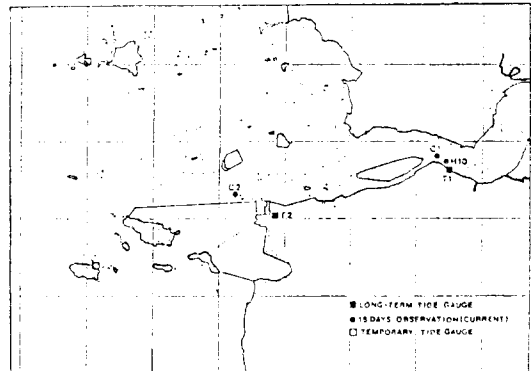 C1
H10
T1
C2
T2
LONG-TERM TIDE GAUGE
15 DAYS OBSERVATION (CURRENT)
TEMPORARY TIDE GAUGE